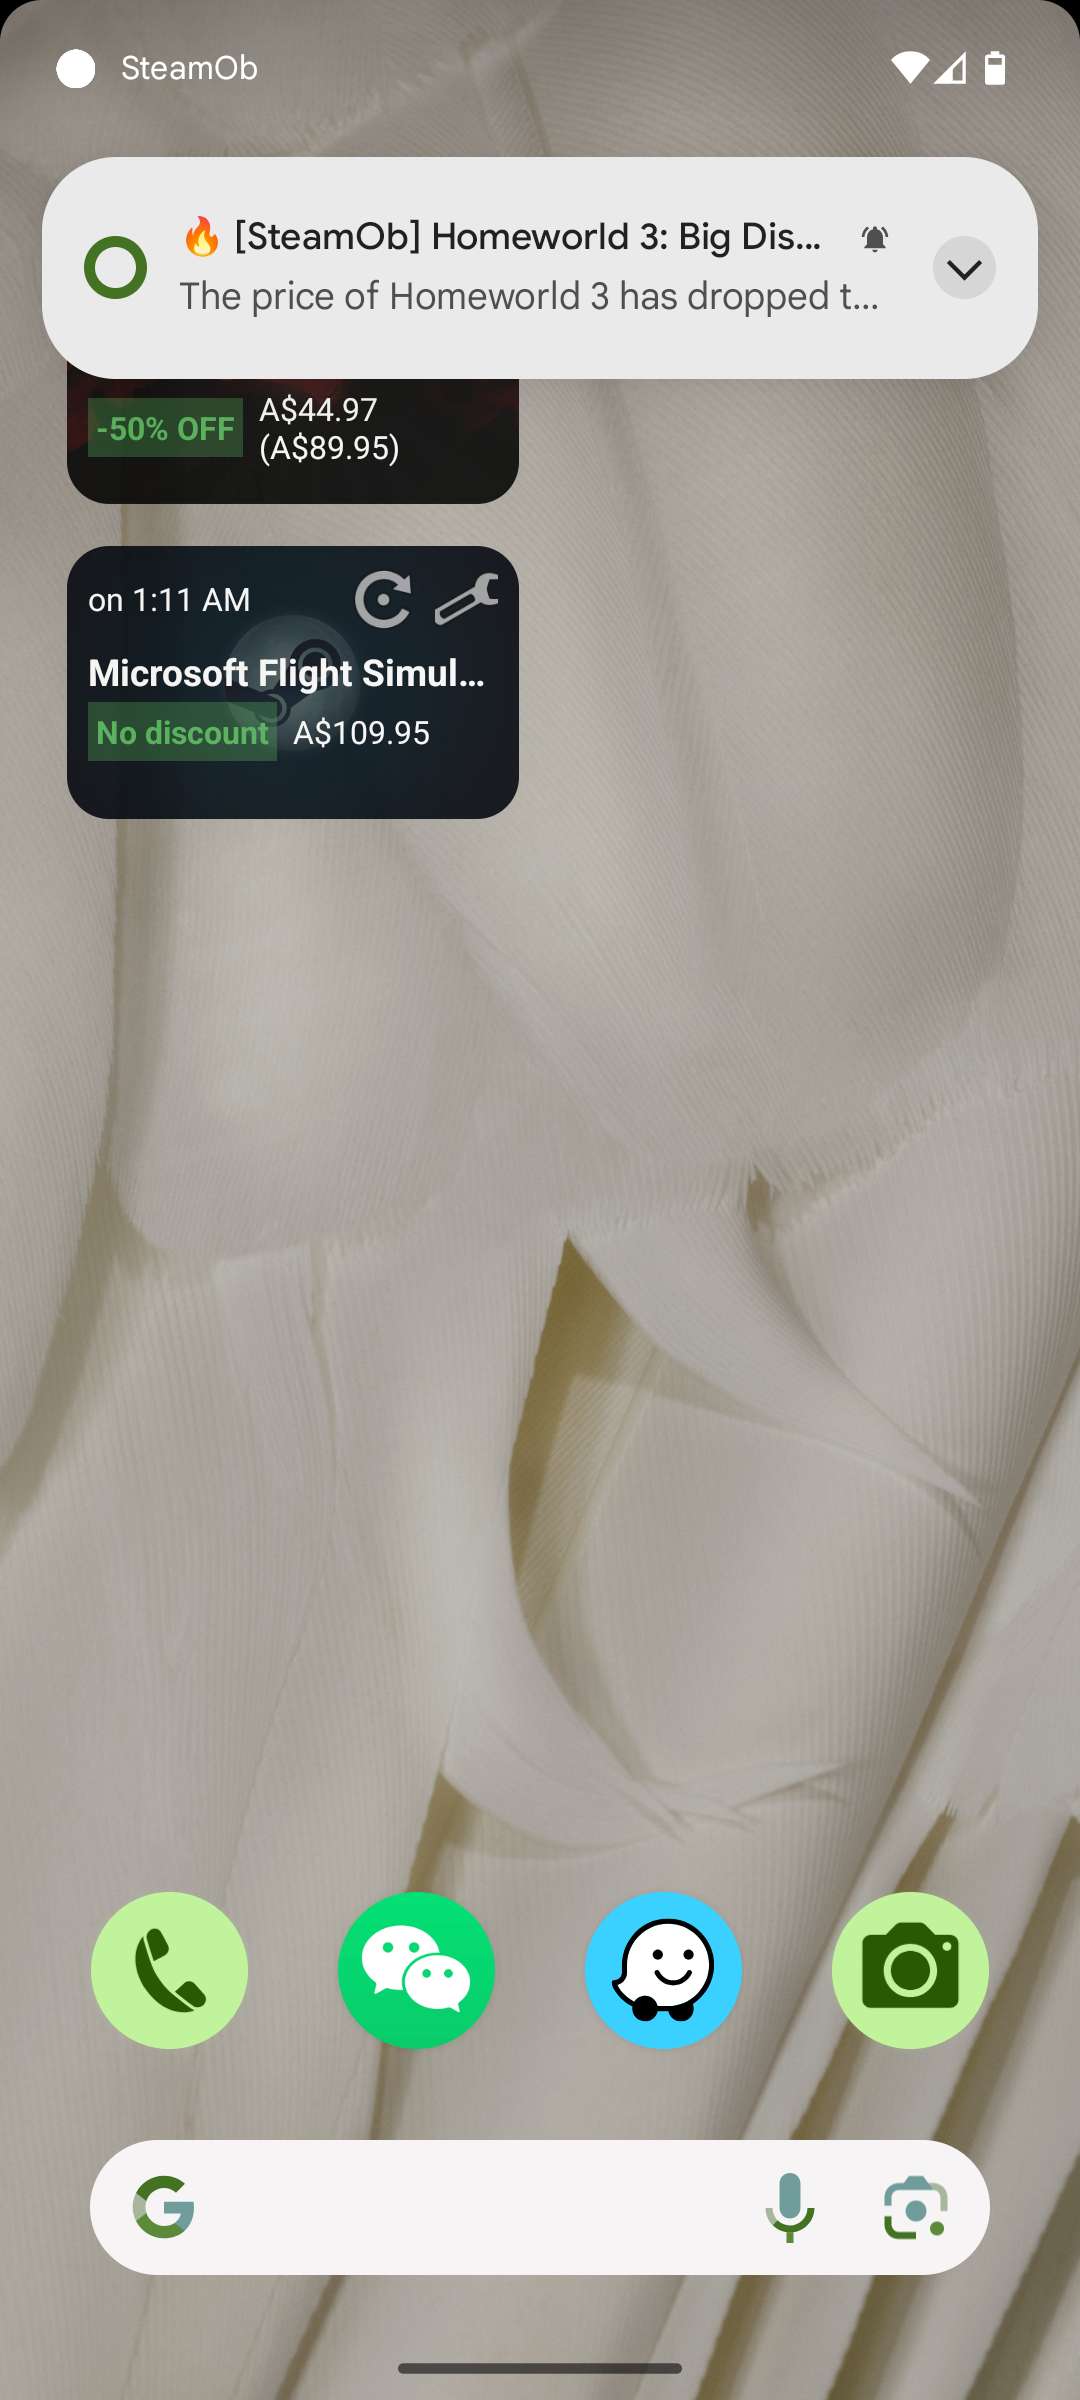 SteamOb
🔥 [SteamOb] Homeworld 3: Big Dis...
The price of Homeworld 3 has dropped t...
-50% OFF
A$44.97
(A$89.95)
on 1:11 AM
Microsoft Flight Simul...
No discount
A$109.95